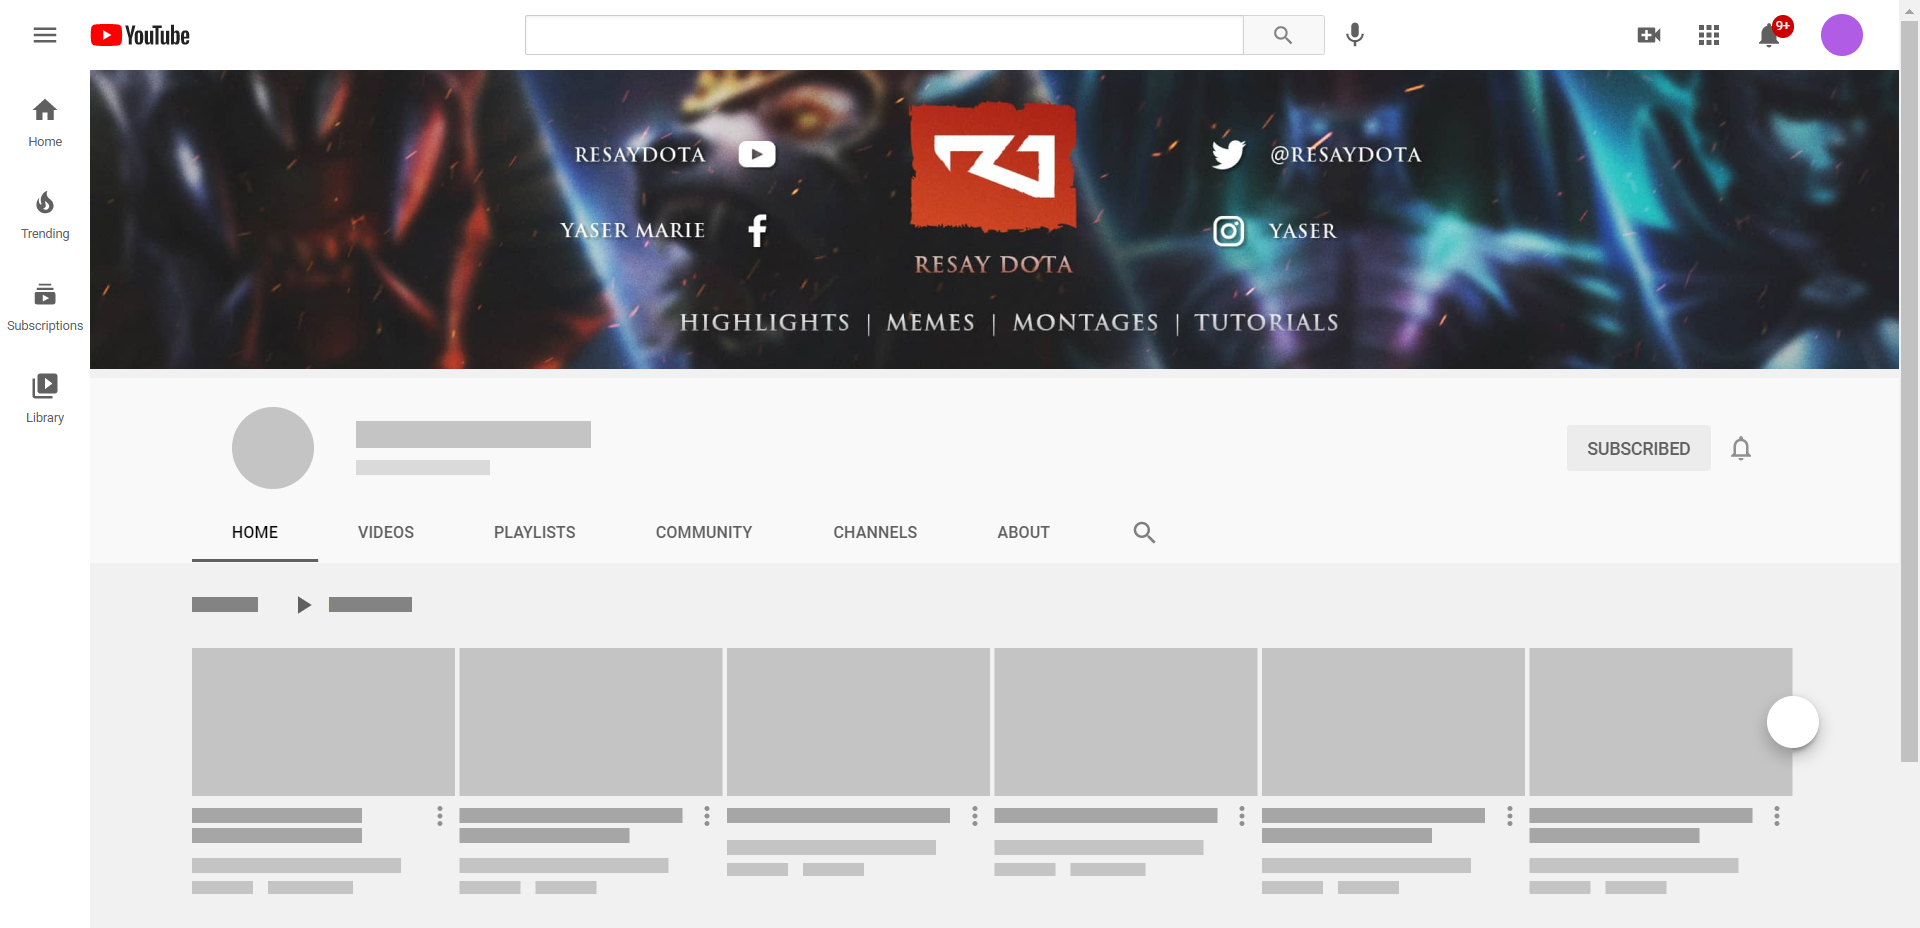 YouTube
9+
Home
Trending
Subscriptions
Library
RESAYDOTA
@RESAYDOTA
YASER MARIE
YASER
RESAY DOTA
HIGHLIGHTS | MEMES | MONTAGES | TUTORIALS
SUBSCRIBED
HOME VIDEOS PLAYLISTS COMMUNITY CHANNELS ABOUT